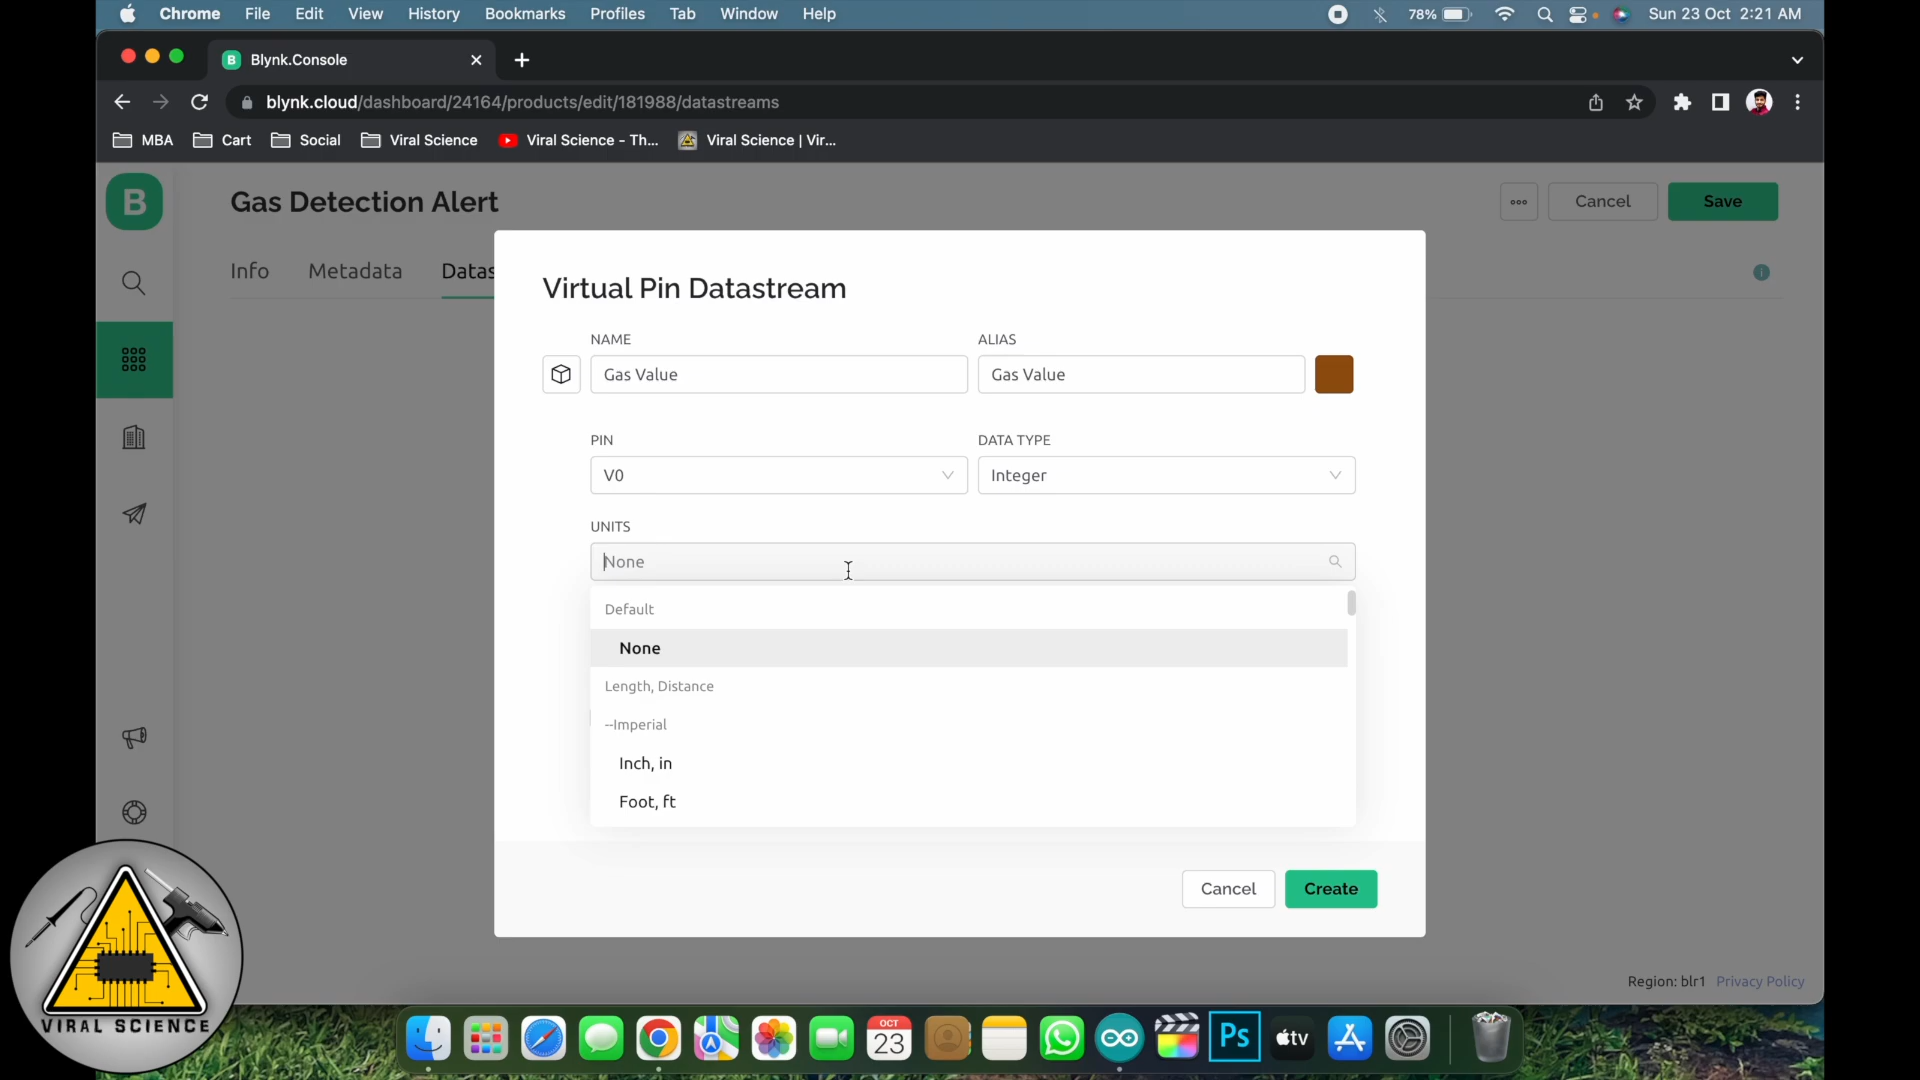 Chrome File Edit View History Bookmarks Profiles Tab Window Help 78% Sun 23 Oct 2:21 AM
B Blynk.Console
blynk.cloud/dashboard/24164/products/edit/181988/datastreams
MBA Cart Social Viral Science Viral Science - Th... Viral Science | Vir...
B Gas Detection Alert Cancel Save
Info Metadata Datas
Virtual Pin Datastream
NAME ALIAS
Gas Value Gas Value
PIN DATA TYPE
V0 Integer
UNITS
None
Default
None
Length, Distance
--Imperial
Inch, in
Foot, ft
Cancel Create
Region: blr1 Privacy Policy
VIRAL SCIENCE
OCT
23
Ps
tv